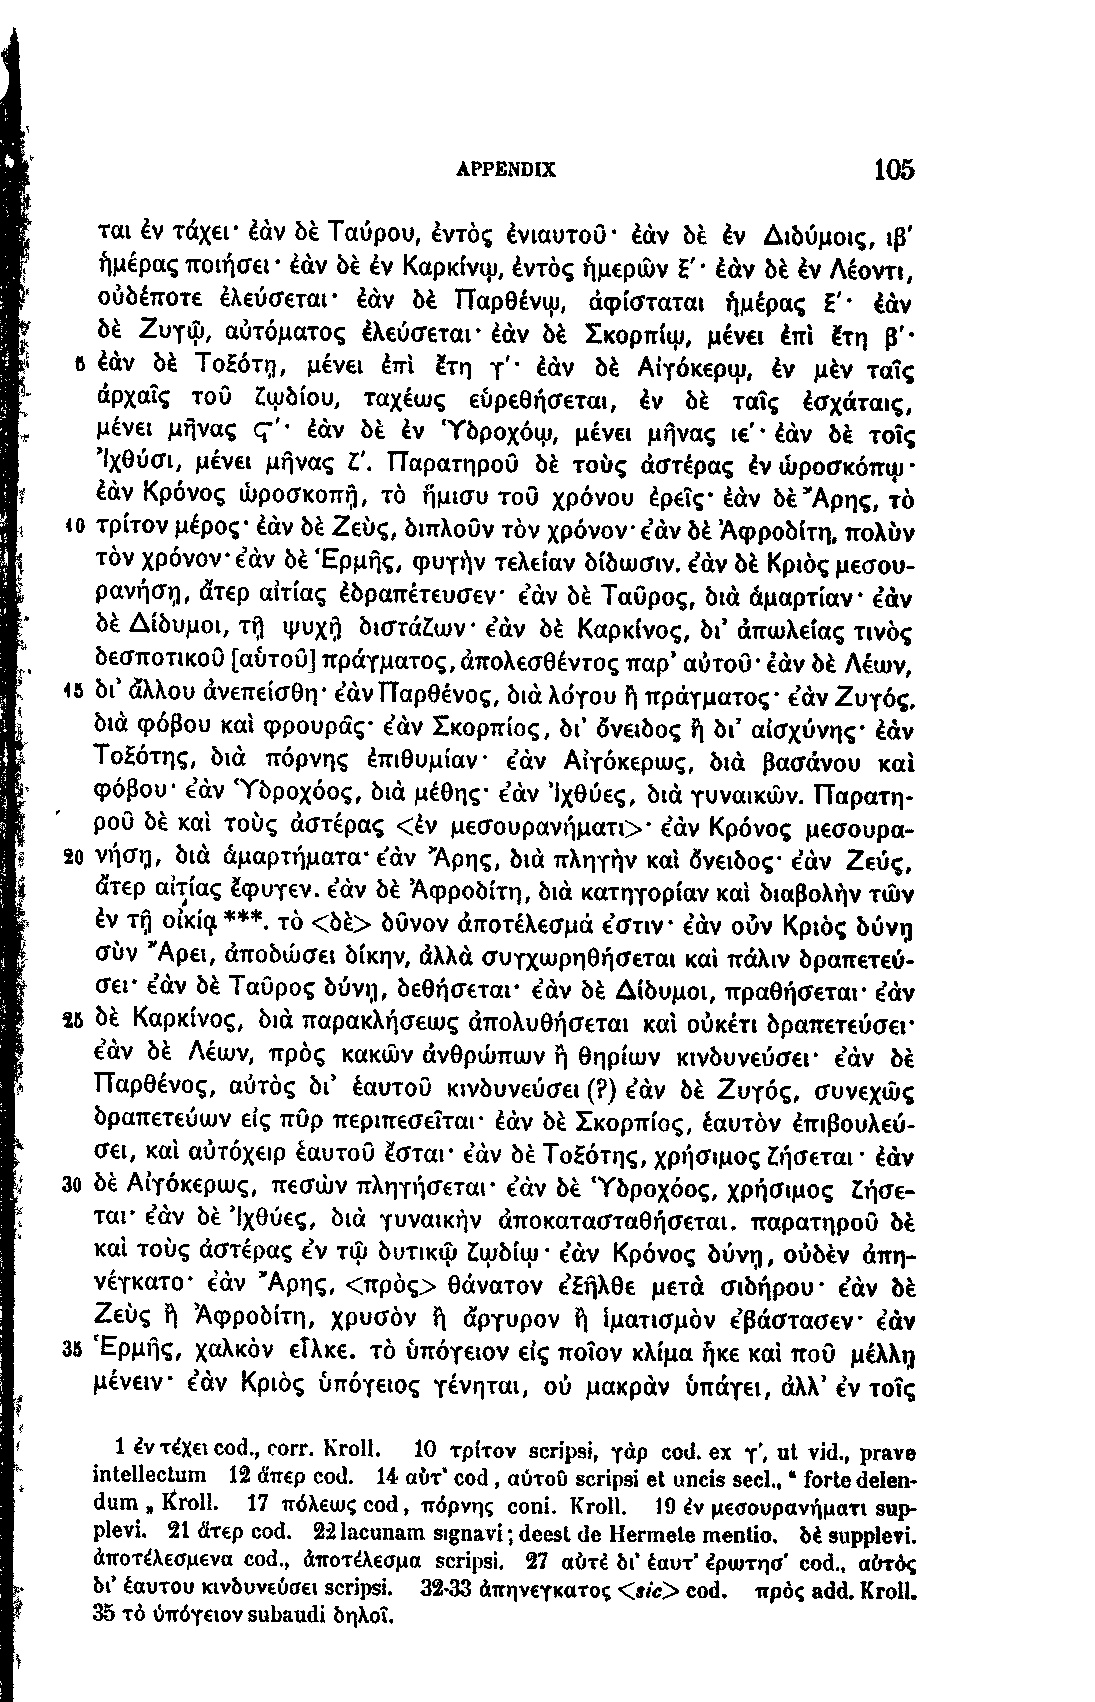 APPENDIX 105
ται ἐν τάχει· ἐὰν δὲ Ταύρου, ἐντὸς ἐνιαυτοῦ· ἐὰν δὲ ἐν Διδύμοις, ιβ′
ἡμέρας ποιήσει· ἐὰν δὲ ἐν Καρκίνῳ, ἐντὸς ἡμερῶν ξ′· ἐὰν δὲ ἐν Λέοντι,
οὐδέποτε ἐλεύσεται· ἐὰν δὲ Παρθένῳ, ἀφίσταται ἡμέρας ξ′· ἐὰν
δὲ Ζυγῷ, αὐτόματος ἐλεύσεται· ἐὰν δὲ Σκορπίῳ, μένει ἐπὶ ἔτη β′·
5 ἐὰν δὲ Τοξότῃ, μένει ἐπὶ ἔτη γ′· ἐὰν δὲ Αἰγόκερῳ, ἐν μὲν ταῖς
ἀρχαῖς τοῦ ζῳδίου, ταχέως εὑρεθήσεται, ἐν δὲ ταῖς ἐσχάταις,
μένει μῆνας ϛ′· ἐὰν δὲ ἐν Ὑδροχόῳ, μένει μῆνας ιε′· ἐὰν δὲ τοῖς
Ἰχθύσι, μένει μῆνας ζ′. Παρατηροῦ δὲ τοὺς ἀστέρας ἐν ὡροσκόπῳ·
ἐὰν Κρόνος ὡροσκοπῇ, τὸ ἥμισυ τοῦ χρόνου ἐρεῖς· ἐὰν δὲ Ἄρης, τὸ
10 τρίτον μέρος· ἐὰν δὲ Ζεὺς, διπλοῦν τὸν χρόνον· ἐὰν δὲ Ἀφροδίτη, πολὺν
τὸν χρόνον· ἐὰν δὲ Ἑρμῆς, φυγὴν τελείαν δίδωσιν. ἐὰν δὲ Κριὸς μεσου-
ρανήσῃ, ἄτερ αἰτίας ἐδραπέτευσεν· ἐὰν δὲ Ταῦρος, διὰ ἁμαρτίαν· ἐὰν
δὲ Δίδυμοι, τῇ ψυχῇ διστάζων· ἐὰν δὲ Καρκίνος, δι’ ἀπωλείας τινὸς
δεσποτικοῦ [αὑτοῦ] πράγματος, ἀπολεσθέντος παρ’ αὐτοῦ· ἐὰν δὲ Λέων,
15 δι’ ἄλλου ἀνεπείσθη· ἐὰν Παρθένος, διὰ λόγου ἢ πράγματος· ἐὰν Ζυγός,
διὰ φόβου καὶ φρουρᾶς· ἐὰν Σκορπίος, δι’ ὄνειδος ἢ δι’ αἰσχύνης· ἐὰν
Τοξότης, διὰ πόρνης ἐπιθυμίαν· ἐὰν Αἰγόκερως, διὰ βασάνου καὶ
φόβου· ἐὰν Ὑδροχόος, διὰ μέθης· ἐὰν Ἰχθύες, διὰ γυναικῶν. Παρατη-
ροῦ δὲ καὶ τοὺς ἀστέρας <ἐν μεσουρανήματι>· ἐὰν Κρόνος μεσουρα-
20 νήσῃ, διὰ ἁμαρτήματα· ἐὰν Ἄρης, διὰ πληγὴν καὶ ὄνειδος· ἐὰν Ζεύς,
ἄτερ αἰτίας ἔφυγεν. ἐὰν δὲ Ἀφροδίτη, διὰ κατηγορίαν καὶ διαβολὴν τῶν
ἐν τῇ οἰκίᾳ ***. τὸ <δὲ> δῦνον ἀποτέλεσμά ἐστιν· ἐὰν οὖν Κριὸς δύνῃ
σὺν Ἄρει, ἀποδώσει δίκην, ἀλλὰ συγχωρηθήσεται καὶ πάλιν δραπετεύ-
σει· ἐὰν δὲ Ταῦρος δύνῃ, δεθήσεται· ἐὰν δὲ Δίδυμοι, πραθήσεται· ἐὰν
25 δὲ Καρκίνος, διὰ παρακλήσεως ἀπολυθήσεται καὶ οὐκέτι δραπετεύσει·
ἐὰν δὲ Λέων, πρὸς κακῶν ἀνθρώπων ἢ θηρίων κινδυνεύσει· ἐὰν δὲ
Παρθένος, αὐτὸς δι’ ἑαυτοῦ κινδυνεύσει (?) ἐὰν δὲ Ζυγός, συνεχῶς
δραπετεύων εἰς πῦρ περιπεσεῖται· ἐὰν δὲ Σκορπίος, ἑαυτὸν ἐπιβουλεύ-
σει, καὶ αὐτόχειρ ἑαυτοῦ ἔσται· ἐὰν δὲ Τοξότης, χρήσιμος ζήσεται· ἐὰν
30 δὲ Αἰγόκερως, πεσὼν πληγήσεται· ἐὰν δὲ Ὑδροχόος, χρήσιμος ζήσε-
ται· ἐὰν δὲ Ἰχθύες, διὰ γυναικὴν ἀποκατασταθήσεται. παρατηροῦ δὲ
καὶ τοὺς ἀστέρας ἐν τῷ δυτικῷ ζῳδίῳ· ἐὰν Κρόνος δύνῃ, οὐδὲν ἀπη-
νέγκατο· ἐὰν Ἄρης, <πρὸς> θάνατον ἐξῆλθε μετὰ σιδήρου· ἐὰν δὲ
Ζεὺς ἢ Ἀφροδίτη, χρυσὸν ἢ ἄργυρον ἢ ἱματισμὸν ἐβάστασεν· ἐὰν
35 Ἑρμῆς, χαλκὸν εἷλκε. τὸ ὑπόγειον εἰς ποῖον κλίμα ἧκε καὶ ποῦ μέλλῃ
μένειν· ἐὰν Κριὸς ὑπόγειος γένηται, οὐ μακρὰν ὑπάγει, ἀλλ’ ἐν τοῖς
1 ἐν τέχει cod., corr. Kroll. 10 τρίτον scripsi, γάρ cod. ex γ′, ut vid., prave
intellectum 12 ἅπερ cod. 14 αὐτ’ cod, αὑτοῦ scripsi et uncis secl., “ forte delen-
dum „ Kroll. 17 πόλεως cod, πόρνης coni. Kroll. 19 ἐν μεσουρανήματι sup-
plevi. 21 ἅτερ cod. 22 lacunam signavi; deest de Hermete mentio. δὲ supplevi.
ἀποτέλεσμενα cod., ἀποτέλεσμα scripsi. 27 αὐτὲ δι’ ἑαυτ’ ἐρωτησ’ cod., αὐτὸς
δι’ ἑαυτου κινδυνεύσει scripsi. 32-33 ἀπηνεγκατος <sic> cod. πρὸς add. Kroll.
35 τὸ ὑπόγειον subaudi δηλοῖ.